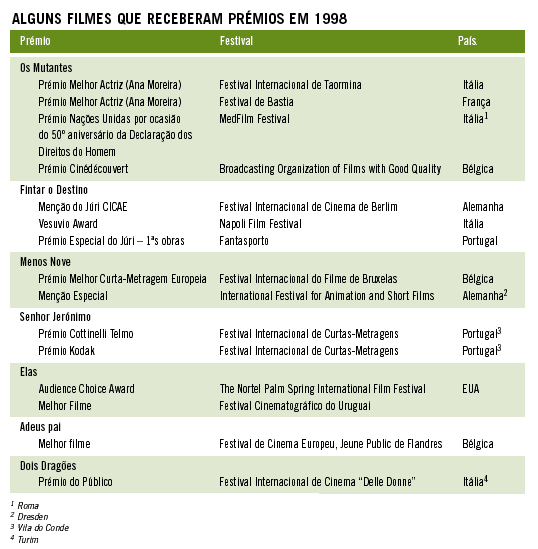 ALGUNS FILMES QUE RECEBERAM PRÉMIOS EM 1998
Prémio Festival País
Os Mutantes
Prémio Melhor Actriz (Ana Moreira) Festival Internacional de Taormina Itália
Prémio Melhor Actriz (Ana Moreira) Festival de Bastia França
Prémio Nações Unidas por ocasião MedFilm Festival Itália1
do 50º aniversário da Declaração dos
Direitos do Homem
Prémio Cinédécouvert Broadcasting Organization of Films with Good Quality Bélgica
Fintar o Destino
Menção do Júri CICAE Festival Internacional de Cinema de Berlim Alemanha
Vesuvio Award Napoli Film Festival Itália
Prémio Especial do Júri – 1ªs obras Fantasporto Portugal
Menos Nove
Prémio Melhor Curta-Metragem Europeia Festival Internacional do Filme de Bruxelas Bélgica
Menção Especial International Festival for Animation and Short Films Alemanha2
Senhor Jerónimo
Prémio Cottinelli Telmo Festival Internacional de Curtas-Metragens Portugal3
Prémio Kodak Festival Internacional de Curtas-Metragens Portugal3
Elas
Audience Choice Award The Nortel Palm Spring International Film Festival EUA
Melhor Filme Festival Cinematográfico do Uruguai
Adeus pai
Melhor filme Festival de Cinema Europeu, Jeune Public de Flandres Bélgica
Dois Dragões
Prémio do Público Festival Internacional de Cinema “Delle Donne” Itália4
1 Roma
2 Dresden
3 Vila do Conde
4 Turim